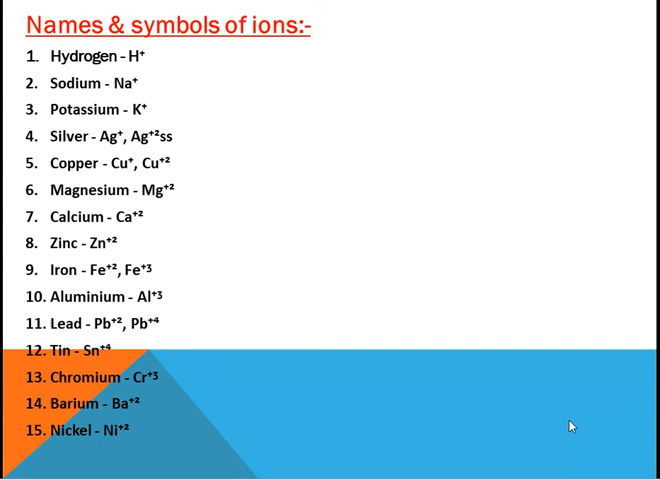 Names & symbols of ions:-
1. Hydrogen - H⁺
2. Sodium - Na⁺
3. Potassium - K⁺
4. Silver - Ag⁺, Ag⁺²ss
5. Copper - Cu⁺, Cu⁺²
6. Magnesium - Mg⁺²
7. Calcium - Ca⁺²
8. Zinc - Zn⁺²
9. Iron - Fe⁺², Fe⁺³
10. Aluminium - Al⁺³
11. Lead - Pb⁺², Pb⁺⁴
12. Tin - Sn⁺⁴
13. Chromium - Cr⁺³
14. Barium - Ba⁺²
15. Nickel - Ni⁺²